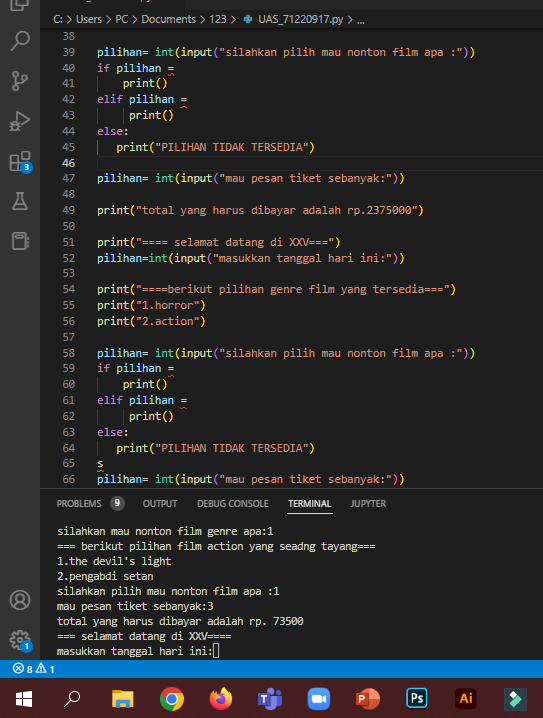 C: > Users > PC > Documents > 123 > UAS_71220917.py > ...
38
39 pilihan= int(input("silahkan pilih mau nonton film apa :"))
40 if pilihan =
41 print()
42 elif pilihan =
43 print()
44 else:
45 print("PILIHAN TIDAK TERSEDIA")
46
47 pilihan= int(input("mau pesan tiket sebanyak:"))
48
49 print("total yang harus dibayar adalah rp.2375000")
50
51 print("==== selamat datang di XXV===")
52 pilihan=int(input("masukkan tanggal hari ini:"))
53
54 print("====berikut pilihan genre film yang tersedia===")
55 print("1.horror")
56 print("2.action")
57
58 pilihan= int(input("silahkan pilih mau nonton film apa :"))
59 if pilihan =
60 print()
61 elif pilihan =
62 print()
63 else:
64 print("PILIHAN TIDAK TERSEDIA")
65 s
66 pilihan= int(input("mau pesan tiket sebanyak:"))
3
PROBLEMS 9 OUTPUT DEBUG CONSOLE TERMINAL JUPYTER
silahkan mau nonton film genre apa:1
=== berikut pilihan film action yang seadng tayang===
1.the devil's light
2.pengabdi setan
silahkan pilih mau nonton film apa :1
mau pesan tiket sebanyak:3
total yang harus dibayar adalah rp. 73500
=== selamat datang di XXV====
masukkan tanggal hari ini:
1
8 1
Ps
Ai